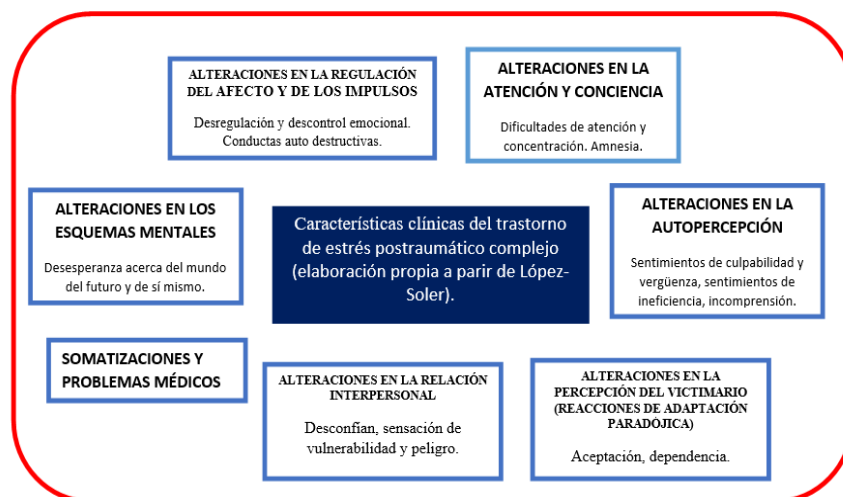 ALTERACIONES EN LA REGULACIÓN
DEL AFECTO Y DE LOS IMPULSOS
Desregulación y descontrol emocional.
Conductas auto destructivas.
ALTERACIONES EN LA
ATENCIÓN Y CONCIENCIA
Dificultades de atención y
concentración. Amnesia.
ALTERACIONES EN LOS
ESQUEMAS MENTALES
Desesperanza acerca del mundo
del futuro y de sí mismo.
Características clínicas del trastorno
de estrés postraumático complejo
(elaboración propia a parir de López-
Soler).
ALTERACIONES EN LA
AUTOPERCEPCIÓN
Sentimientos de culpabilidad y
vergüenza, sentimientos de
ineficiencia, incomprensión.
SOMATIZACIONES Y
PROBLEMAS MÉDICOS
ALTERACIONES EN LA RELACIÓN
INTERPERSONAL
Desconfían, sensación de
vulnerabilidad y peligro.
ALTERACIONES EN LA
PERCEPCIÓN DEL VICTIMARIO
(REACCIONES DE ADAPTACIÓN
PARADÓJICA)
Aceptación, dependencia.